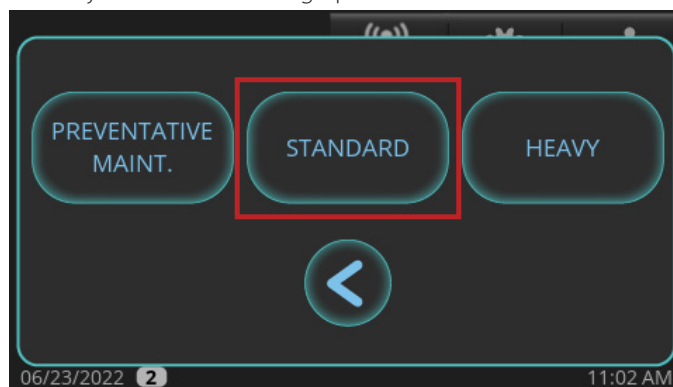 PREVENTATIVE
MAINT.
STANDARD
HEAVY
06/23/2022 2
11:02 AM